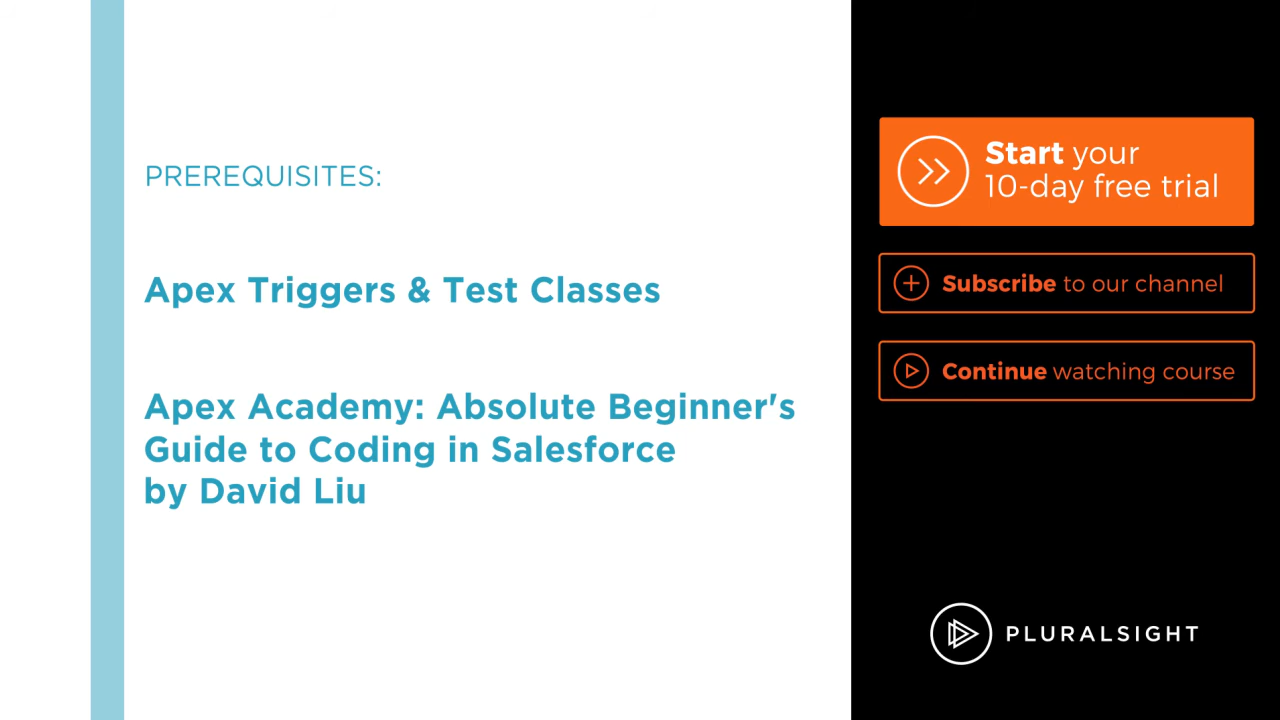 PREREQUISITES:
Apex Triggers & Test Classes
Apex Academy: Absolute Beginner's
Guide to Coding in Salesforce
by David Liu
Start your
10-day free trial
Subscribe to our channel
Continue watching course
PLURALSIGHT